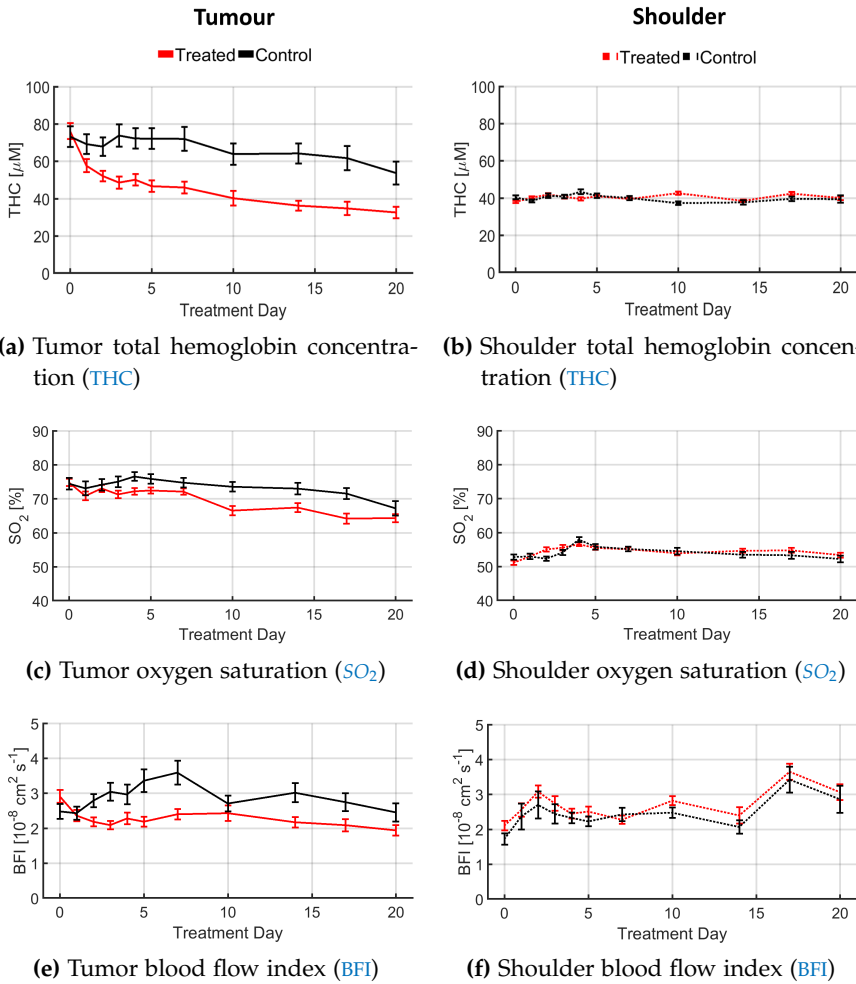 Tumour
Shoulder
Treated Control
Treated Control
100
80
60
40
20
0
THC [μM]
0 5 10 15 20
Treatment Day
100
80
60
40
20
0
THC [μM]
0 5 10 15 20
Treatment Day
(a) Tumor total hemoglobin concentra-
tion (THC)
(b) Shoulder total hemoglobin concen-
tration (THC)
90
80
70
60
50
40
SO₂ [%]
0 5 10 15 20
Treatment Day
90
80
70
60
50
40
SO₂ [%]
0 5 10 15 20
Treatment Day
(c) Tumor oxygen saturation (SO₂)
(d) Shoulder oxygen saturation (SO₂)
5
4
3
2
1
0
BFI [10⁻⁸ cm² s⁻¹]
0 5 10 15 20
Treatment Day
5
4
3
2
1
0
BFI [10⁻⁸ cm² s⁻¹]
0 5 10 15 20
Treatment Day
(e) Tumor blood flow index (BFI)
(f) Shoulder blood flow index (BFI)